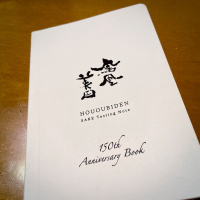 HOUOUBIDEN
SAKE Tasting Note
150th
Anniversary Book